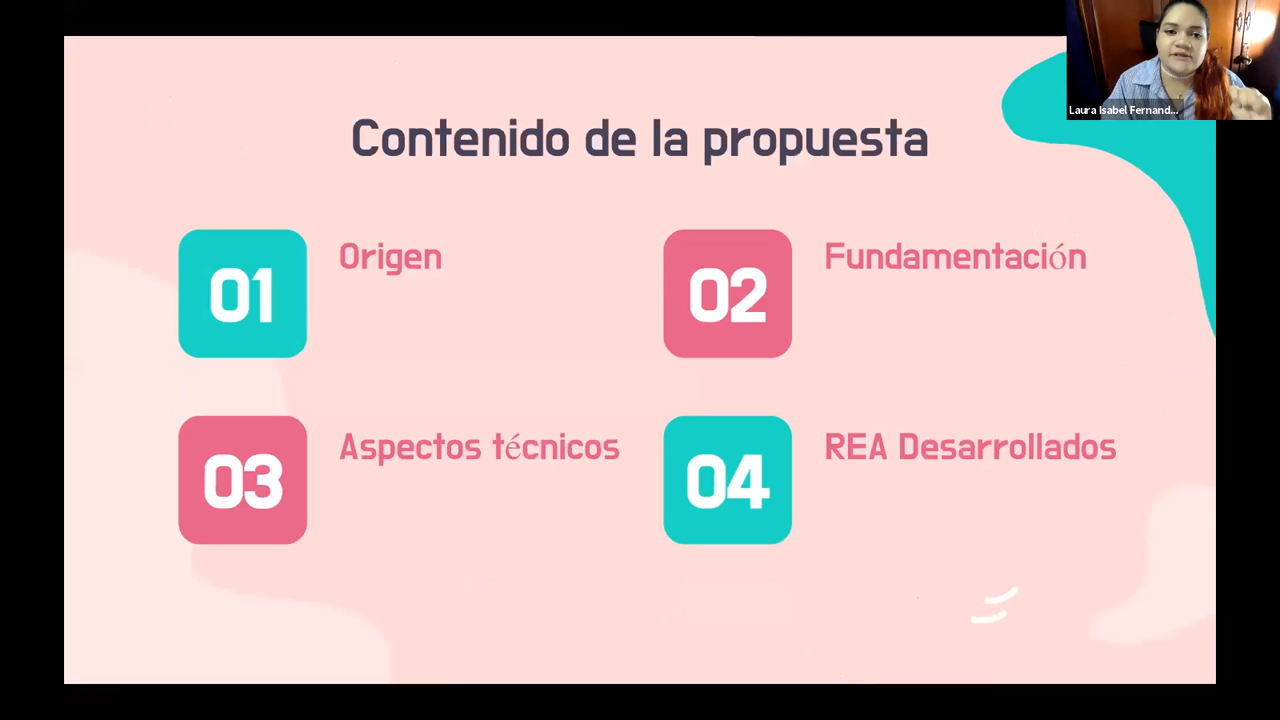 Laura Isabel Fernand...
Contenido de la propuesta
01
Origen
02
Fundamentación
03
Aspectos técnicos
04
REA Desarrollados